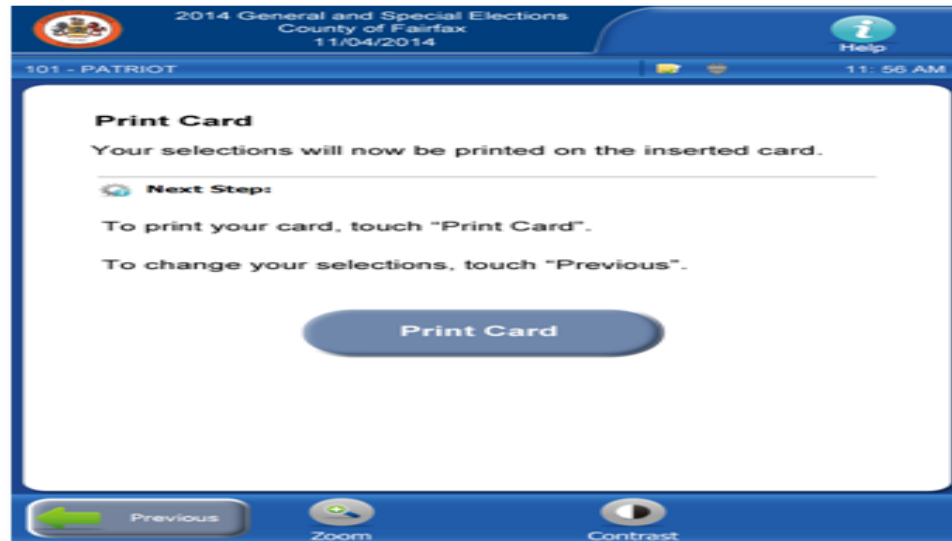 2014 General and Special Elections
County of Fairfax
11/04/2014
Help
101 - PATRIOT
11: 56 AM
Print Card
Your selections will now be printed on the inserted card.
Next Step:
To print your card, touch "Print Card".
To change your selections, touch "Previous".
Print Card
Previous
Zoom
Contrast